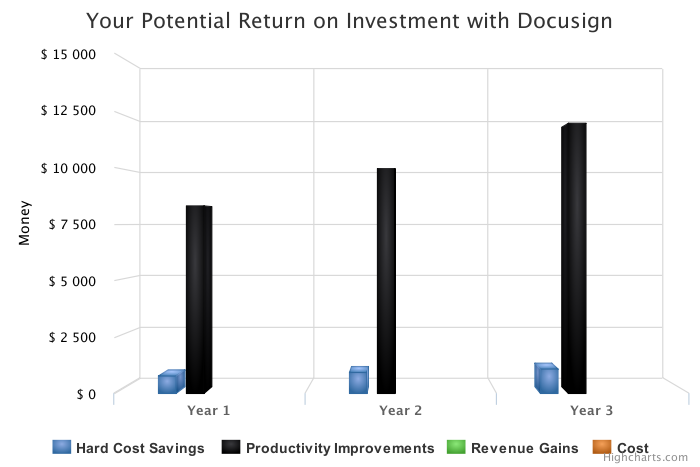 Your Potential Return on Investment with Docusign
$ 15 000
$ 12 500
$ 10 000
$ 7 500
$ 5 000
$ 2 500
$ 0
Money
Year 1 Year 2 Year 3
Hard Cost Savings Productivity Improvements Revenue Gains Cost
Highcharts.com